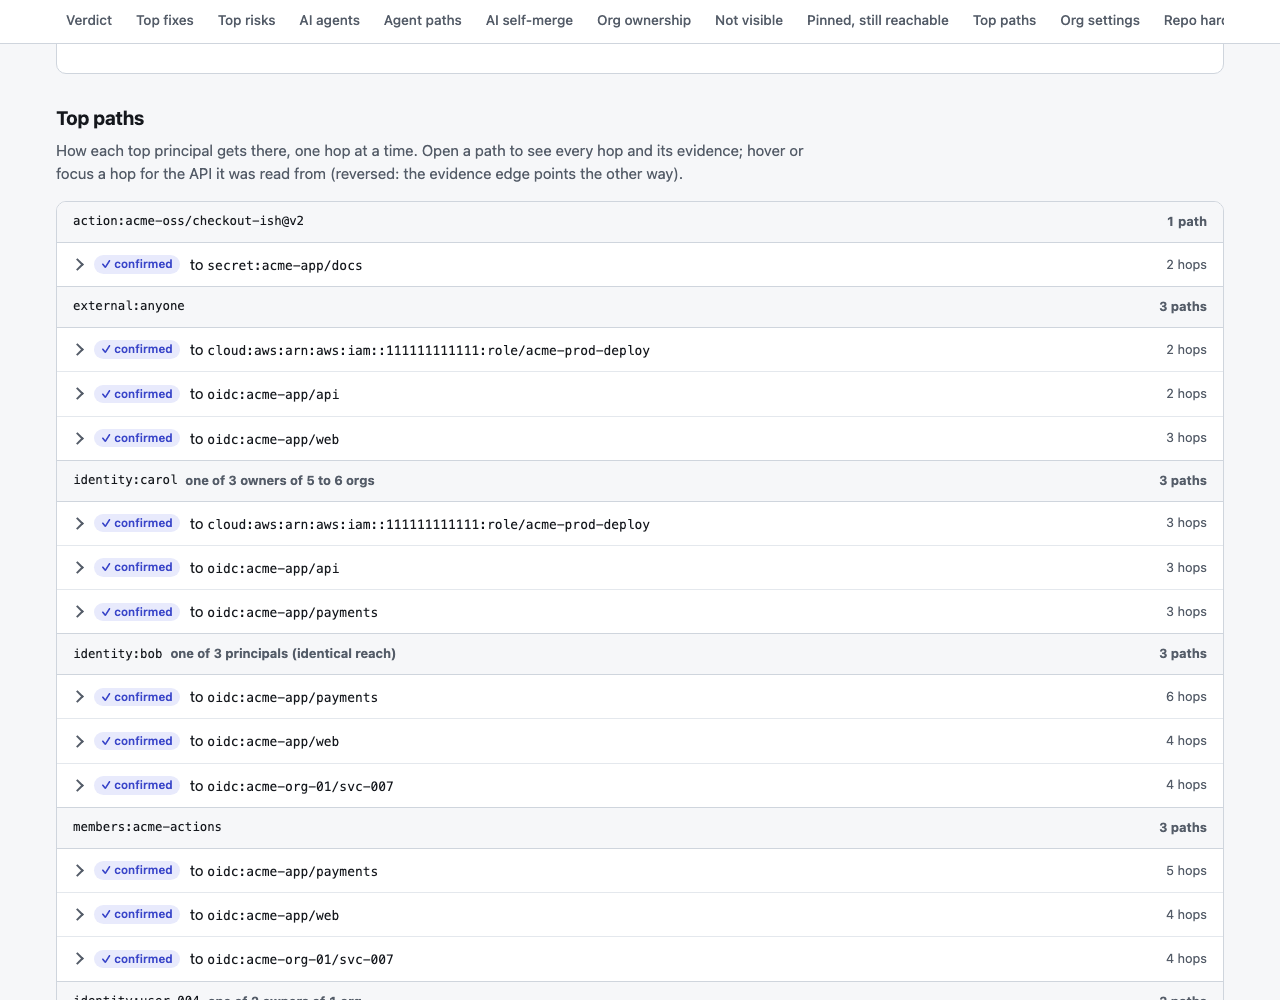 Verdict Top fixes Top risks AI agents Agent paths AI self-merge Org ownership Not visible Pinned, still reachable Top paths Org settings Repo
Top paths
How each top principal gets there, one hop at a time. Open a path to see every hop and its evidence; hover or
focus a hop for the API it was read from (reversed: the evidence edge points the other way).
action:acme-oss/checkout-ish@v2 1 path
✓ confirmed to secret:acme-app/docs 2 hops
external:anyone 3 paths
✓ confirmed to cloud:aws:arn:aws:iam::111111111111:role/acme-prod-deploy 2 hops
✓ confirmed to oidc:acme-app/api 2 hops
✓ confirmed to oidc:acme-app/web 3 hops
identity:carol one of 3 owners of 5 to 6 orgs 3 paths
✓ confirmed to cloud:aws:arn:aws:iam::111111111111:role/acme-prod-deploy 3 hops
✓ confirmed to oidc:acme-app/api 3 hops
✓ confirmed to oidc:acme-app/payments 3 hops
identity:bob one of 3 principals (identical reach) 3 paths
✓ confirmed to oidc:acme-app/payments 6 hops
✓ confirmed to oidc:acme-app/web 4 hops
✓ confirmed to oidc:acme-org-01/svc-007 4 hops
members:acme-actions 3 paths
✓ confirmed to oidc:acme-app/payments 5 hops
✓ confirmed to oidc:acme-app/web 4 hops
✓ confirmed to oidc:acme-org-01/svc-007 4 hops